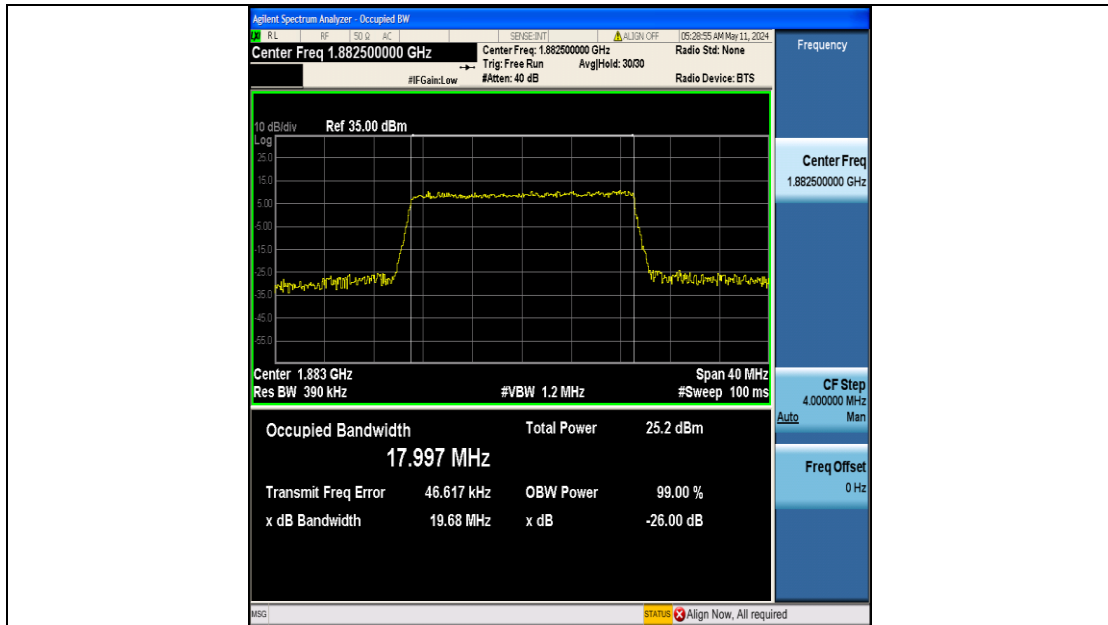 Agilent Spectrum Analyzer - Occupied BW
RL RF 50 Ω AC SENSE:INT ALIGN OFF 05:28:55 AM May 11, 2024
Center Freq 1.882500000 GHz
Center Freq: 1.882500000 GHz Radio Std: None
Trig: Free Run Avg|Hold: 30/30
#IFGain:Low #Atten: 40 dB Radio Device: BTS
Frequency
10 dB/div Ref 35.00 dBm
Log
25.0
15.0
5.00
-5.00
-15.0
-25.0
-35.0
-45.0
-55.0
Center 1.883 GHz Span 40 MHz
Res BW 390 kHz #VBW 1.2 MHz #Sweep 100 ms
Occupied Bandwidth Total Power 25.2 dBm
17.997 MHz
Transmit Freq Error 46.617 kHz OBW Power 99.00 %
x dB Bandwidth 19.68 MHz x dB -26.00 dB
Center Freq
1.882500000 GHz
CF Step
4.000000 MHz
Auto Man
Freq Offset
0 Hz
MSG STATUS Align Now, All required